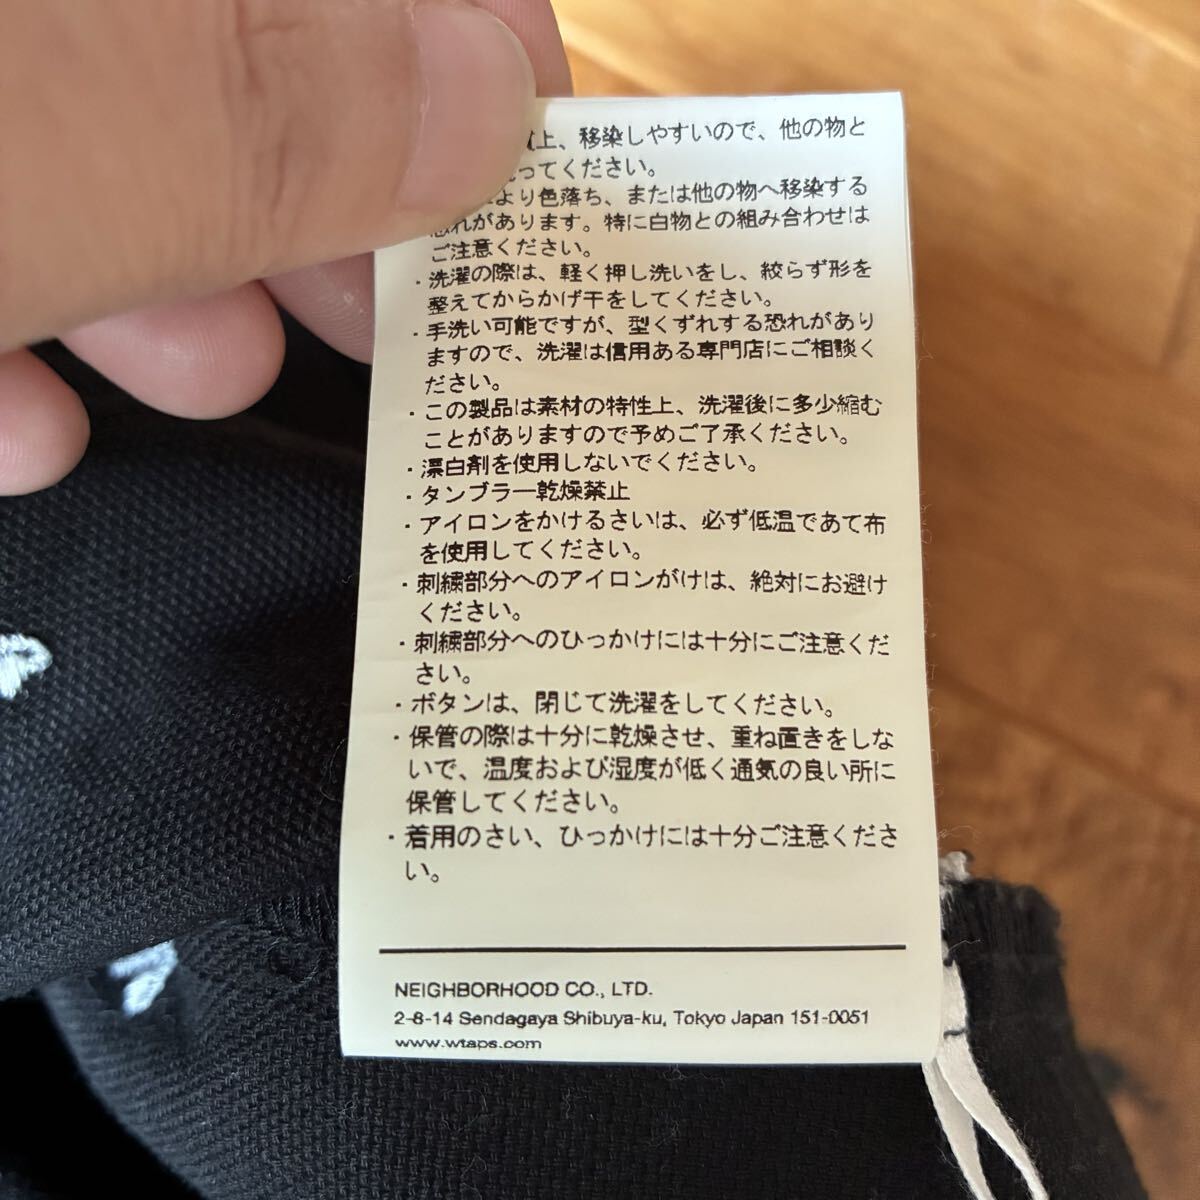 上、移染しやすいので、他の物と
ってください。
より色落ち、または他の物へ移染する
恐れがあります。特に白物との組み合わせは
ご注意ください。
・洗濯の際は、軽く押し洗いをし、絞らず形を
整えてからかげ干をしてください。
・手洗い可能ですが、型くずれする恐れがあり
ますので、洗濯は信用ある専門店にご相談く
ださい。
・この製品は素材の特性上、洗濯後に多少縮む
ことがありますので予めご了承ください。
・漂白剤を使用しないでください。
・タンブラー乾燥禁止
・アイロンをかけるさいは、必ず低温であて布
を使用してください。
・刺繍部分へのアイロンがけは、絶対にお避け
ください。
・刺繍部分へのひっかけには十分にご注意くだ
さい。
・ボタンは、閉じて洗濯をしてください。
・保管の際は十分に乾燥させ、重ね置きをしな
いで、温度および湿度が低く通気の良い所に
保管してください。
・着用のさい、ひっかけには十分ご注意くださ
い。
NEIGHBORHOOD CO., LTD.
2-8-14 Sendagaya Shibuya-ku, Tokyo Japan 151-0051
www.wtaps.com